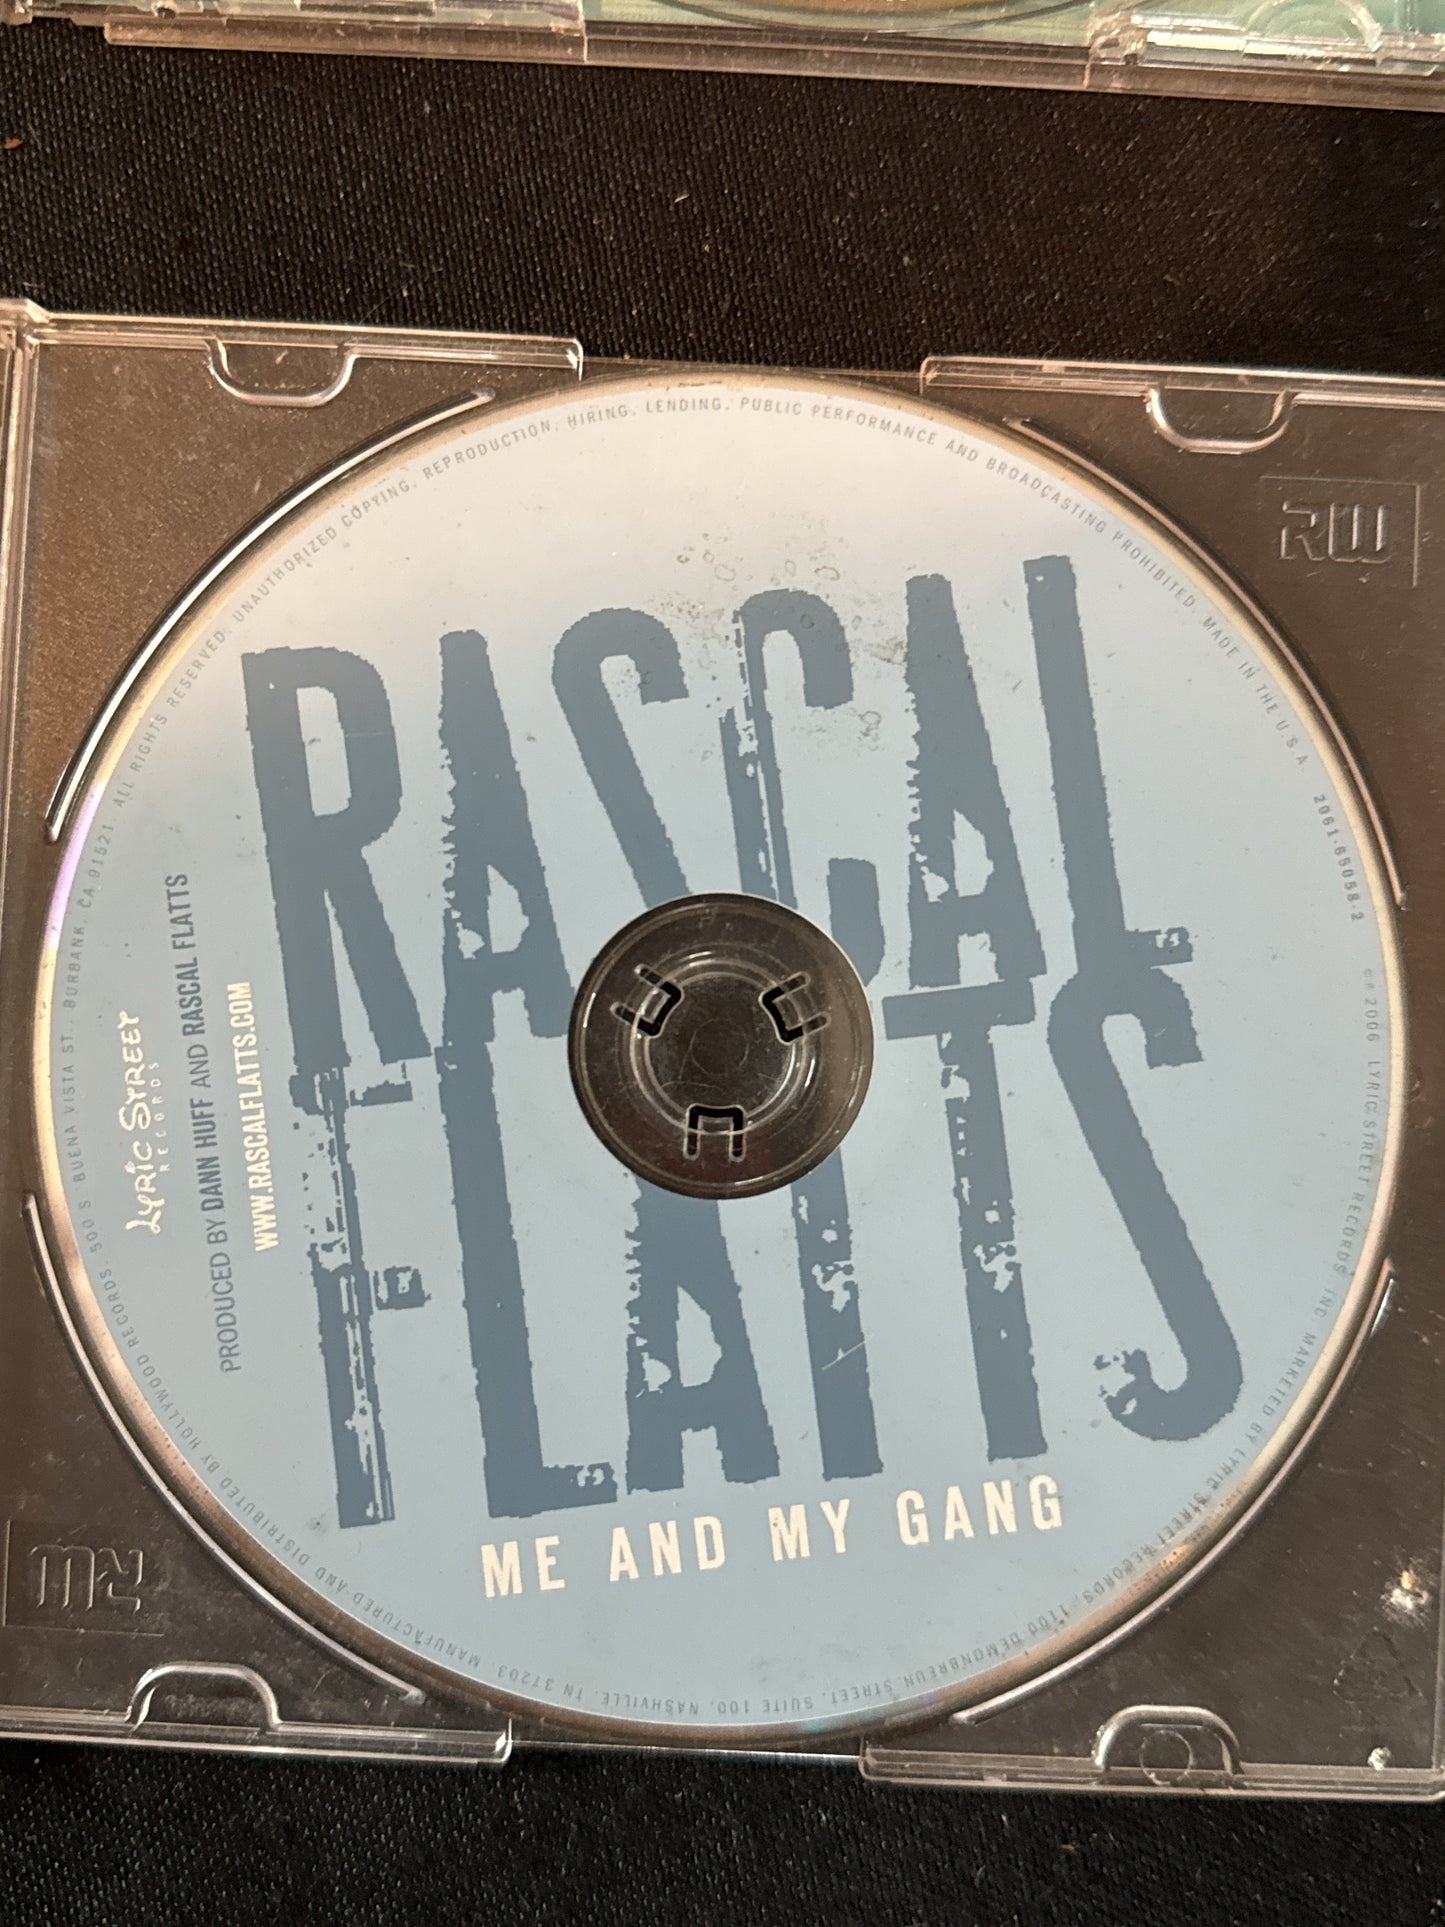 RASCAL
FLATTS
ME AND MY GANG
LYRIC STREET
RECORDS
PRODUCED BY DANN HUFF AND RASCAL FLATTS
WWW.RASCALFLATTS.COM
℗© 2006 LYRIC STREET RECORDS, INC. MARKETED BY LYRIC STREET RECORDS, 1100 DEMONBREUN STREET, SUITE 100, NASHVILLE, TN 37203. MANUFACTURED AND DISTRIBUTED BY HOLLYWOOD RECORDS, 500 S. BUENA VISTA ST., BURBANK, CA 91521. ALL RIGHTS RESERVED. UNAUTHORIZED COPYING, REPRODUCTION, HIRING, LENDING, PUBLIC PERFORMANCE AND BROADCASTING PROHIBITED. MADE IN THE U.S.A. 2061-65058-2
RW
RW